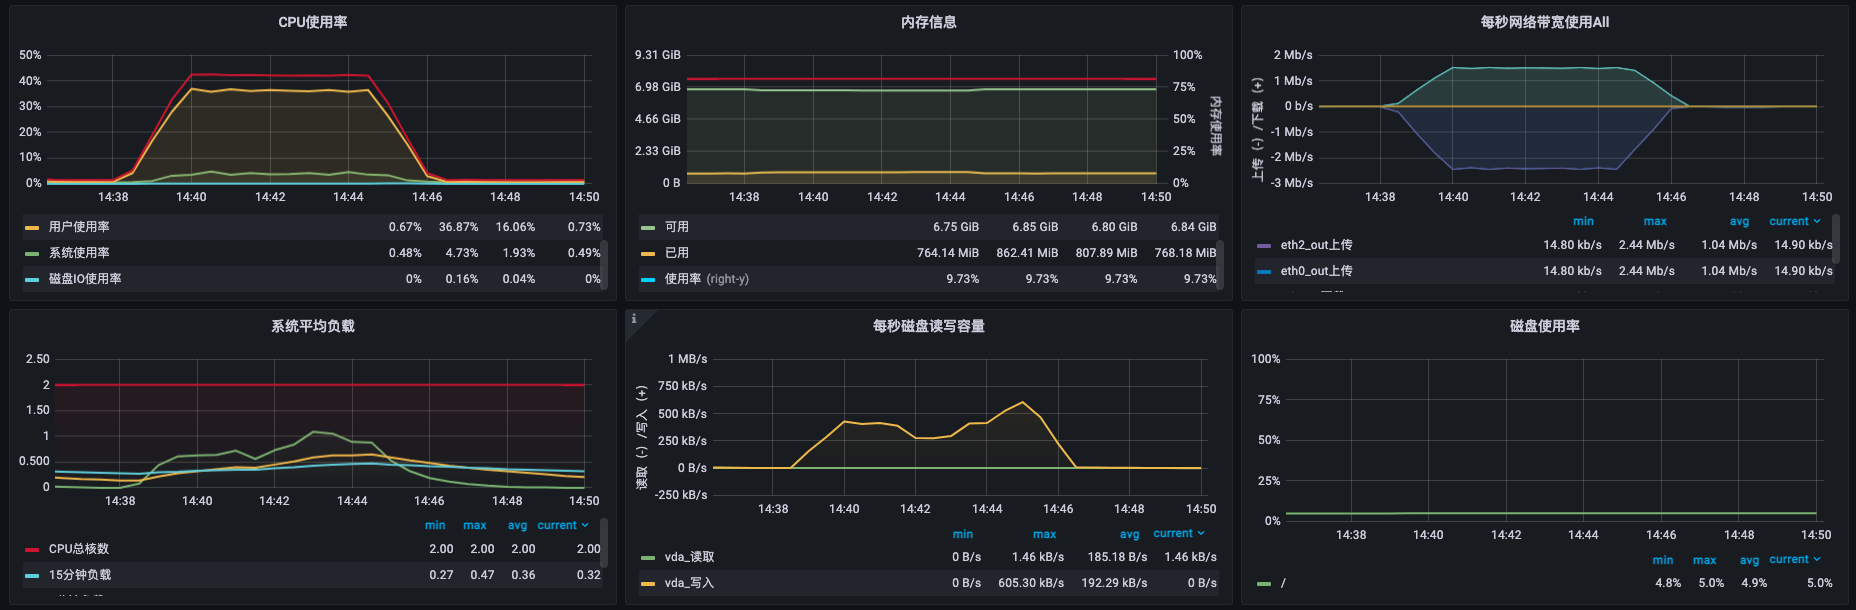 CPU使用率
50%
40%
30%
20%
10%
0%
14:38 14:40 14:42 14:44 14:46 14:48 14:50
用户使用率 0.67% 36.87% 16.06% 0.73%
系统使用率 0.48% 4.73% 1.93% 0.49%
磁盘IO使用率 0% 0.16% 0.04% 0%
内存信息
9.31 GiB 100%
6.98 GiB 75%
4.66 GiB 50%
2.33 GiB 25%
0 B 0%
内存使用率
14:38 14:40 14:42 14:44 14:46 14:48 14:50
可用 6.75 GiB 6.85 GiB 6.80 GiB 6.84 GiB
已用 764.14 MiB 862.41 MiB 807.89 MiB 768.18 MiB
使用率 (right-y) 9.73% 9.73% 9.73% 9.73%
每秒网络带宽使用All
上传 (-) /下载 (+)
2 Mb/s
1 Mb/s
0 b/s
-1 Mb/s
-2 Mb/s
-3 Mb/s
14:38 14:40 14:42 14:44 14:46 14:48 14:50
min max avg current
eth2_out上传 14.80 kb/s 2.44 Mb/s 1.04 Mb/s 14.90 kb/s
eth0_out上传 14.80 kb/s 2.44 Mb/s 1.04 Mb/s 14.90 kb/s
系统平均负载
2.50
2
1.50
1
0.500
0
14:38 14:40 14:42 14:44 14:46 14:48 14:50
min max avg current
CPU总核数 2.00 2.00 2.00 2.00
15分钟负载 0.27 0.47 0.36 0.32
i
每秒磁盘读写容量
读取 (-) /写入 (+)
1 MB/s
750 kB/s
500 kB/s
250 kB/s
0 B/s
-250 kB/s
14:38 14:40 14:42 14:44 14:46 14:48 14:50
min max avg current
vda_读取 0 B/s 1.46 kB/s 185.18 B/s 1.46 kB/s
vda_写入 0 B/s 605.30 kB/s 192.29 kB/s 0 B/s
磁盘使用率
100%
75%
50%
25%
0%
14:38 14:40 14:42 14:44 14:46 14:48 14:50
min max avg current
/ 4.8% 5.0% 4.9% 5.0%